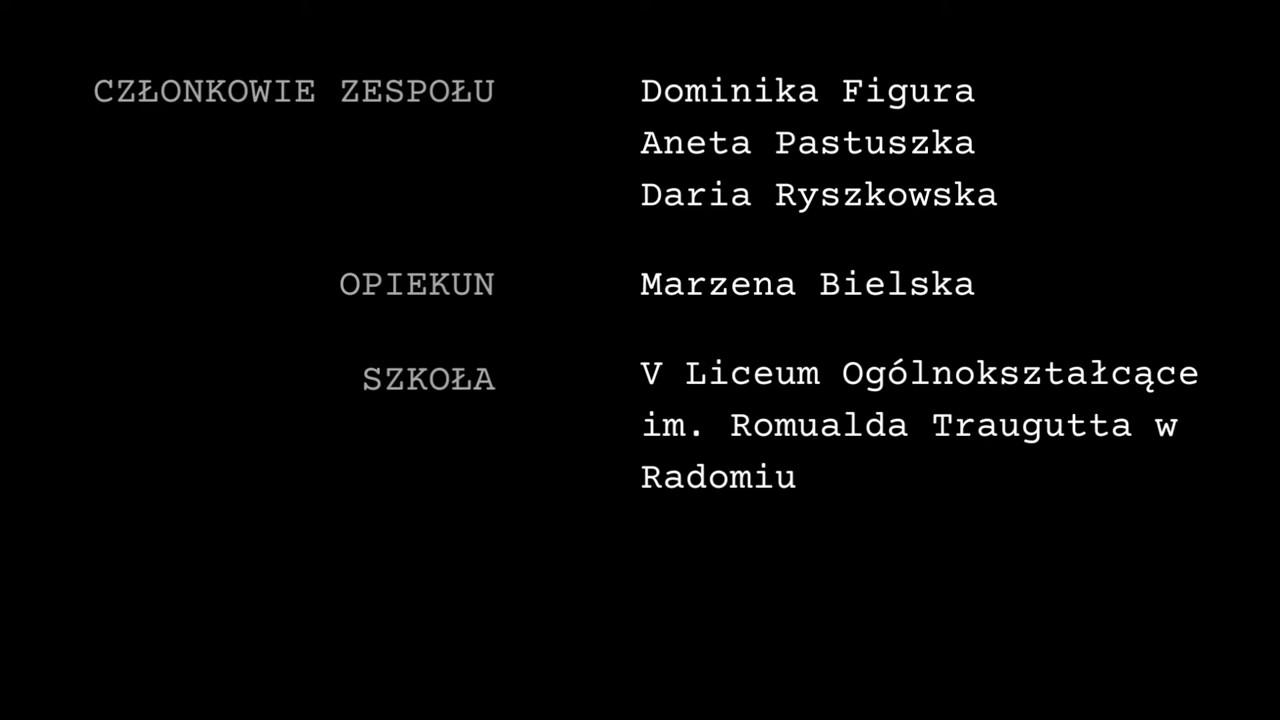 CZŁONKOWIE ZESPOŁU Dominika Figura
Aneta Pastuszka
Daria Ryszkowska
OPIEKUN Marzena Bielska
SZKOŁA V Liceum Ogólnokształcące
im. Romualda Traugutta w
Radomiu